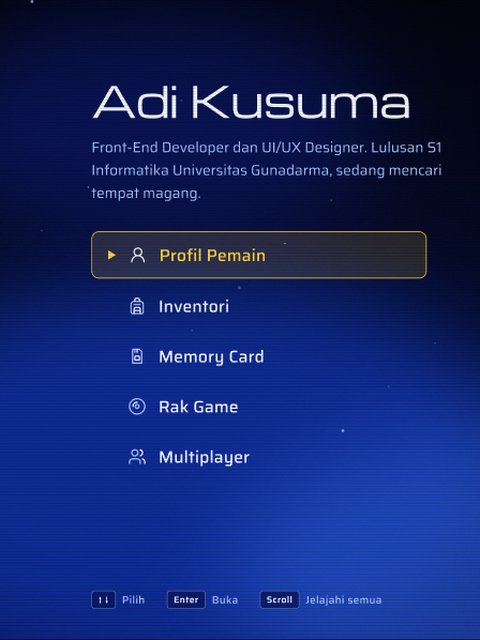 Adi Kusuma
Front-End Developer dan UI/UX Designer. Lulusan S1
Informatika Universitas Gunadarma, sedang mencari
tempat magang.
Profil Pemain
Inventori
Memory Card
Rak Game
Multiplayer
↑↓ Pilih Enter Buka Scroll Jelajahi semua